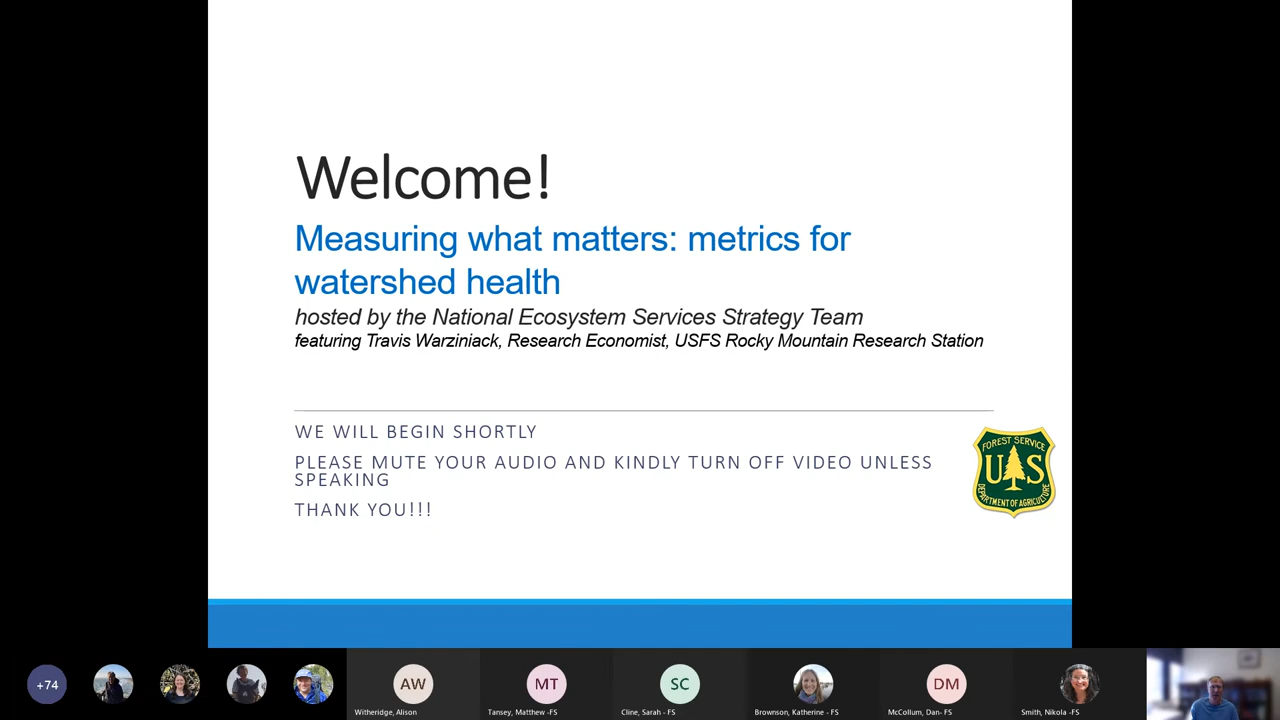 Welcome!
Measuring what matters: metrics for
watershed health
hosted by the National Ecosystem Services Strategy Team
featuring Travis Warziniack, Research Economist, USFS Rocky Mountain Research Station
WE WILL BEGIN SHORTLY
PLEASE MUTE YOUR AUDIO AND KINDLY TURN OFF VIDEO UNLESS
SPEAKING
THANK YOU!!!
FOREST SERVICE
U S
DEPARTMENT OF AGRICULTURE
+74
AW
MT
SC
DM
Witheridge, Alison
Tansey, Matthew -FS
Cline, Sarah - FS
Brownson, Katherine - FS
McCollum, Dan- FS
Smith, Nikola -FS